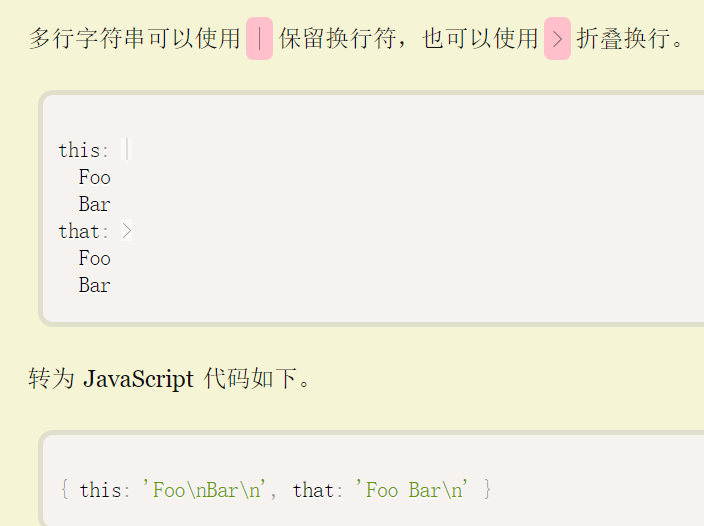 多行字符串可以使用 | 保留换行符，也可以使用 > 折叠换行。
this: |
  Foo
  Bar
that: >
  Foo
  Bar
转为 JavaScript 代码如下。
{ this: 'Foo\nBar\n', that: 'Foo Bar\n' }